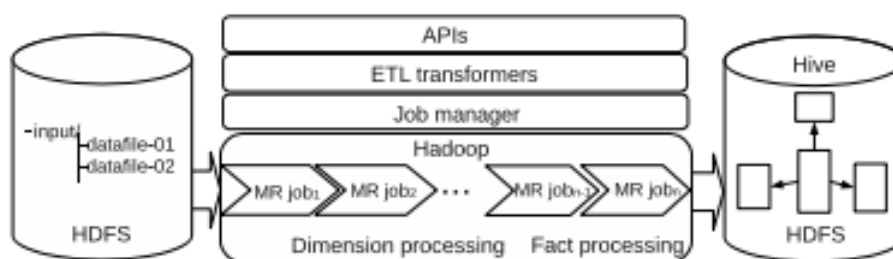 APIs
ETL transformers
Job manager
Hadoop
-input/
datafile-01
datafile-02
HDFS
MR job1
MR job2
...
MR jobn-1
MR jobn
Dimension processing
Fact processing
Hive
HDFS